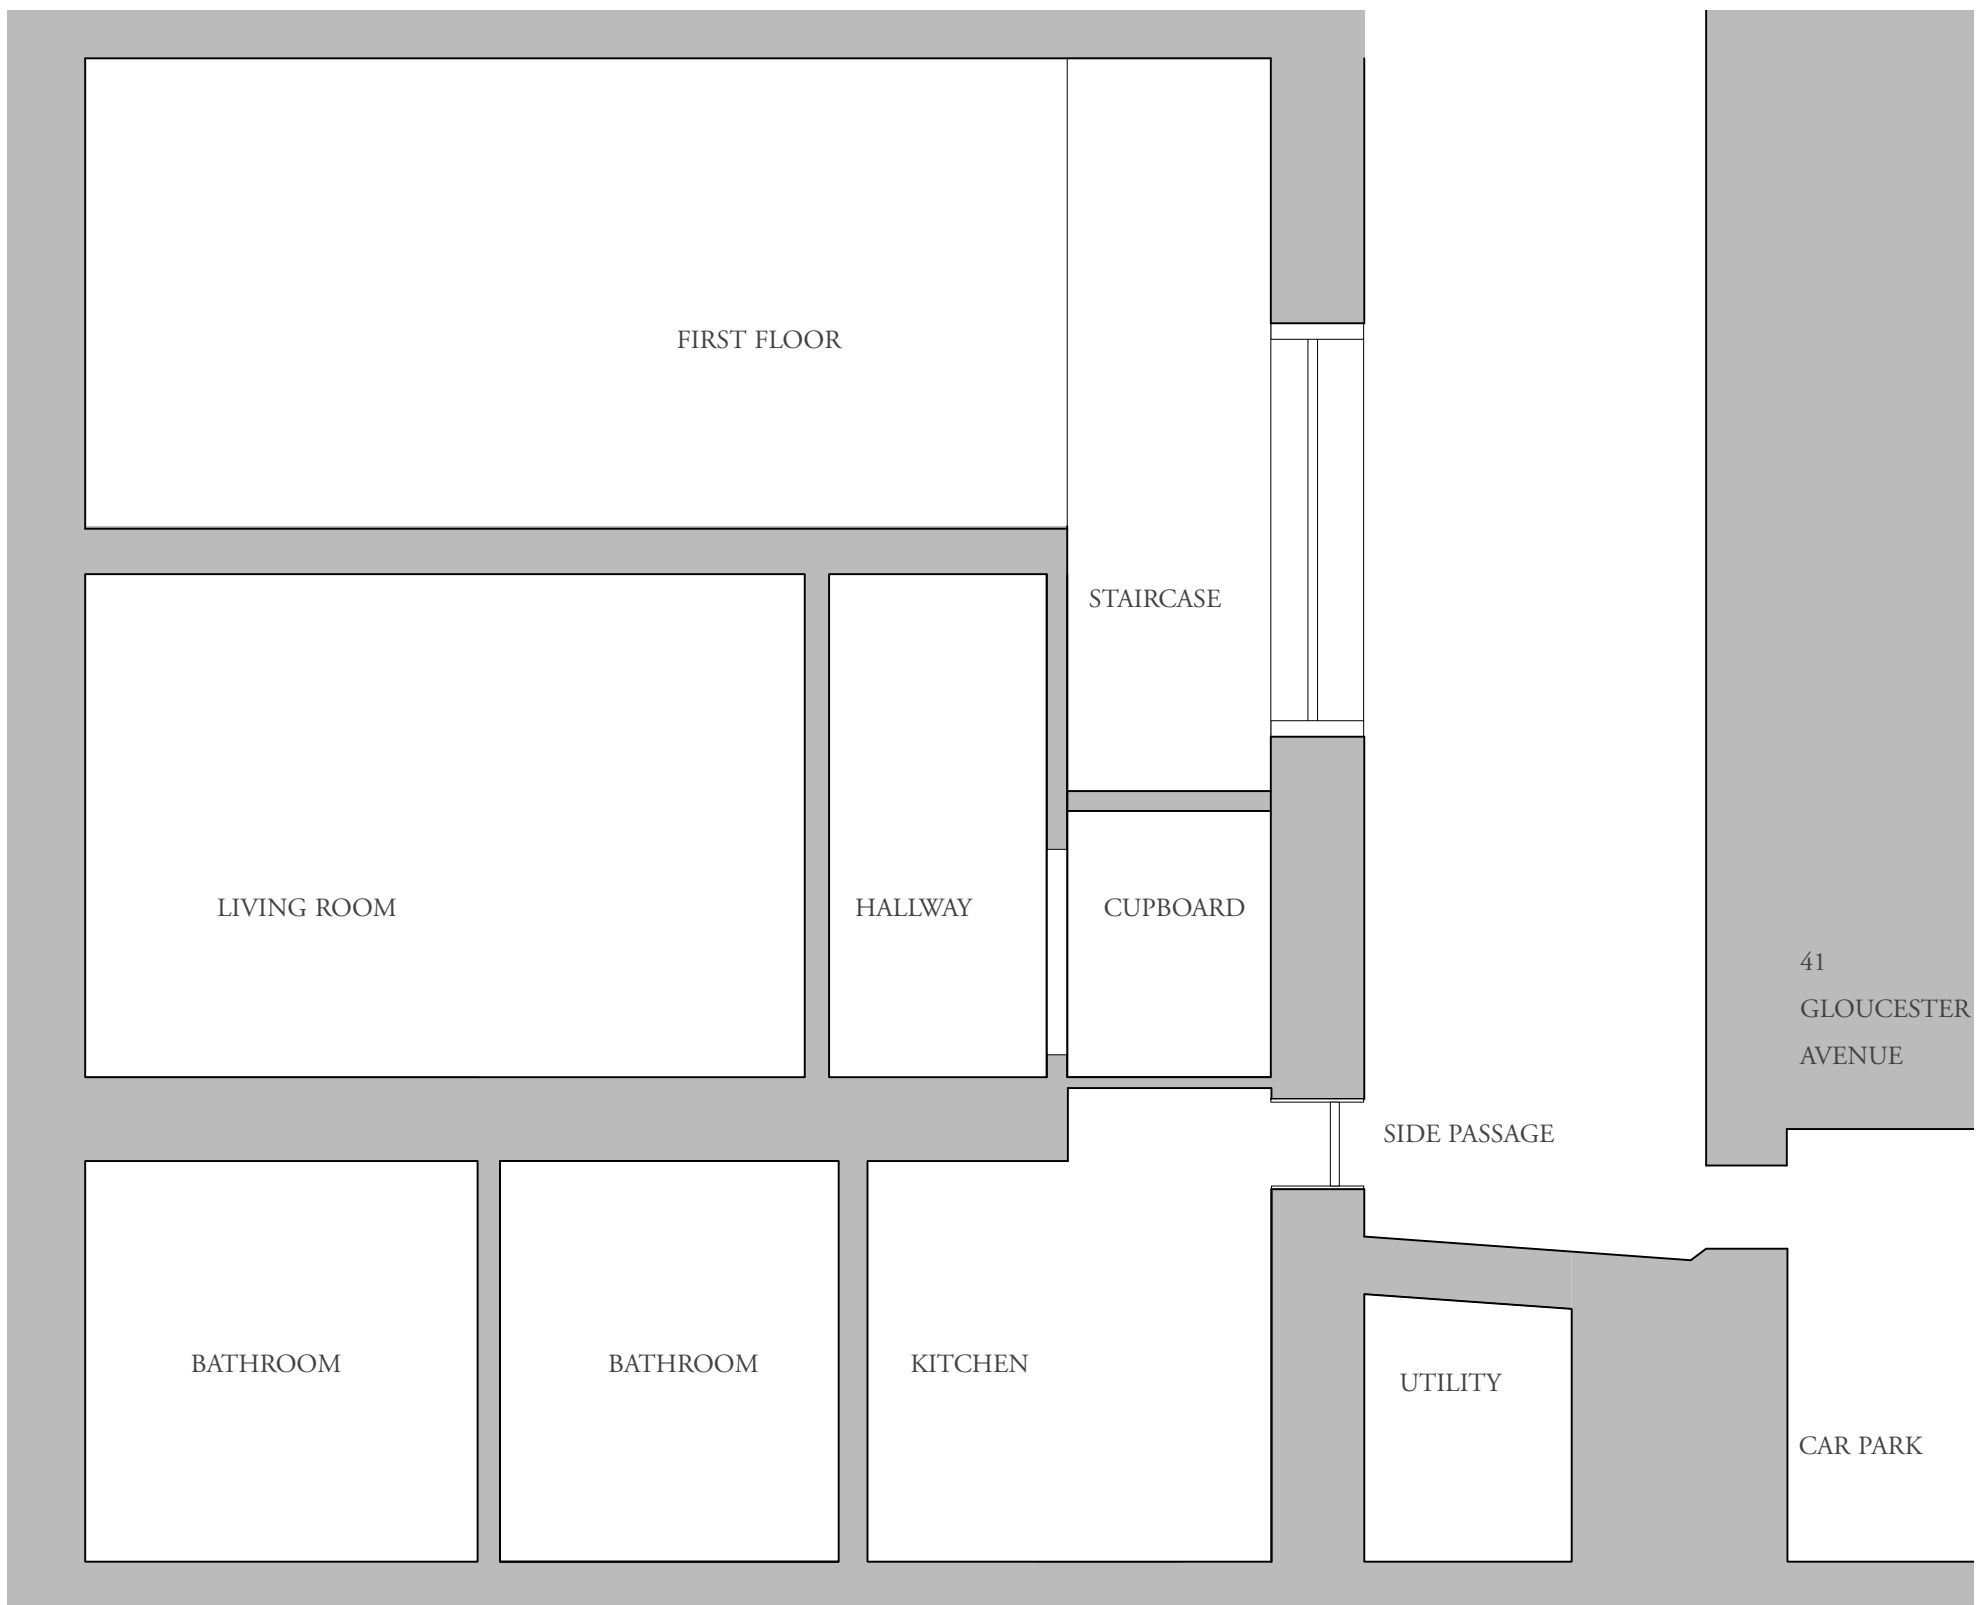 FIRST FLOOR
STAIRCASE
LIVING ROOM
HALLWAY
CUPBOARD
41
GLOUCESTER
AVENUE
SIDE PASSAGE
BATHROOM
BATHROOM
KITCHEN
UTILITY
CAR PARK